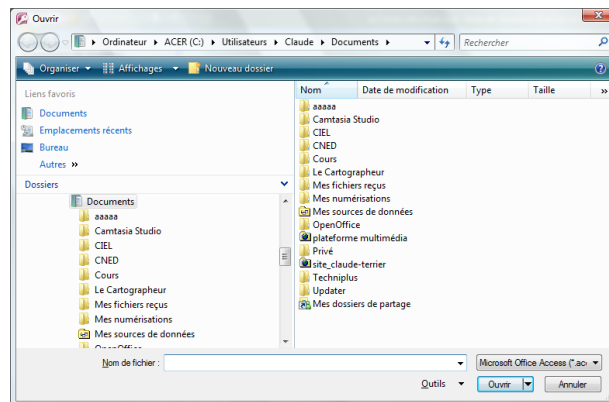 Ouvrir
Ordinateur ▸ ACER (C:) ▸ Utilisateurs ▸ Claude ▸ Documents ▸
Rechercher
Organiser Affichages Nouveau dossier
Liens favoris
Documents
Emplacements récents
Bureau
Autres »
Dossiers
Documents
aaaaa
Camtasia Studio
CIEL
CNED
Cours
Le Cartographeur
Mes fichiers reçus
Mes numérisations
Mes sources de données
OpenOffice
Nom Date de modification Type Taille »
aaaaa
Camtasia Studio
CIEL
CNED
Cours
Le Cartographeur
Mes fichiers reçus
Mes numérisations
Mes sources de données
OpenOffice
plateforme multimédia
Privé
site_claude-terrier
Techniplus
Updater
Mes dossiers de partage
Nom de fichier :
Microsoft Office Access (*.acc
Outils
Ouvrir Annuler